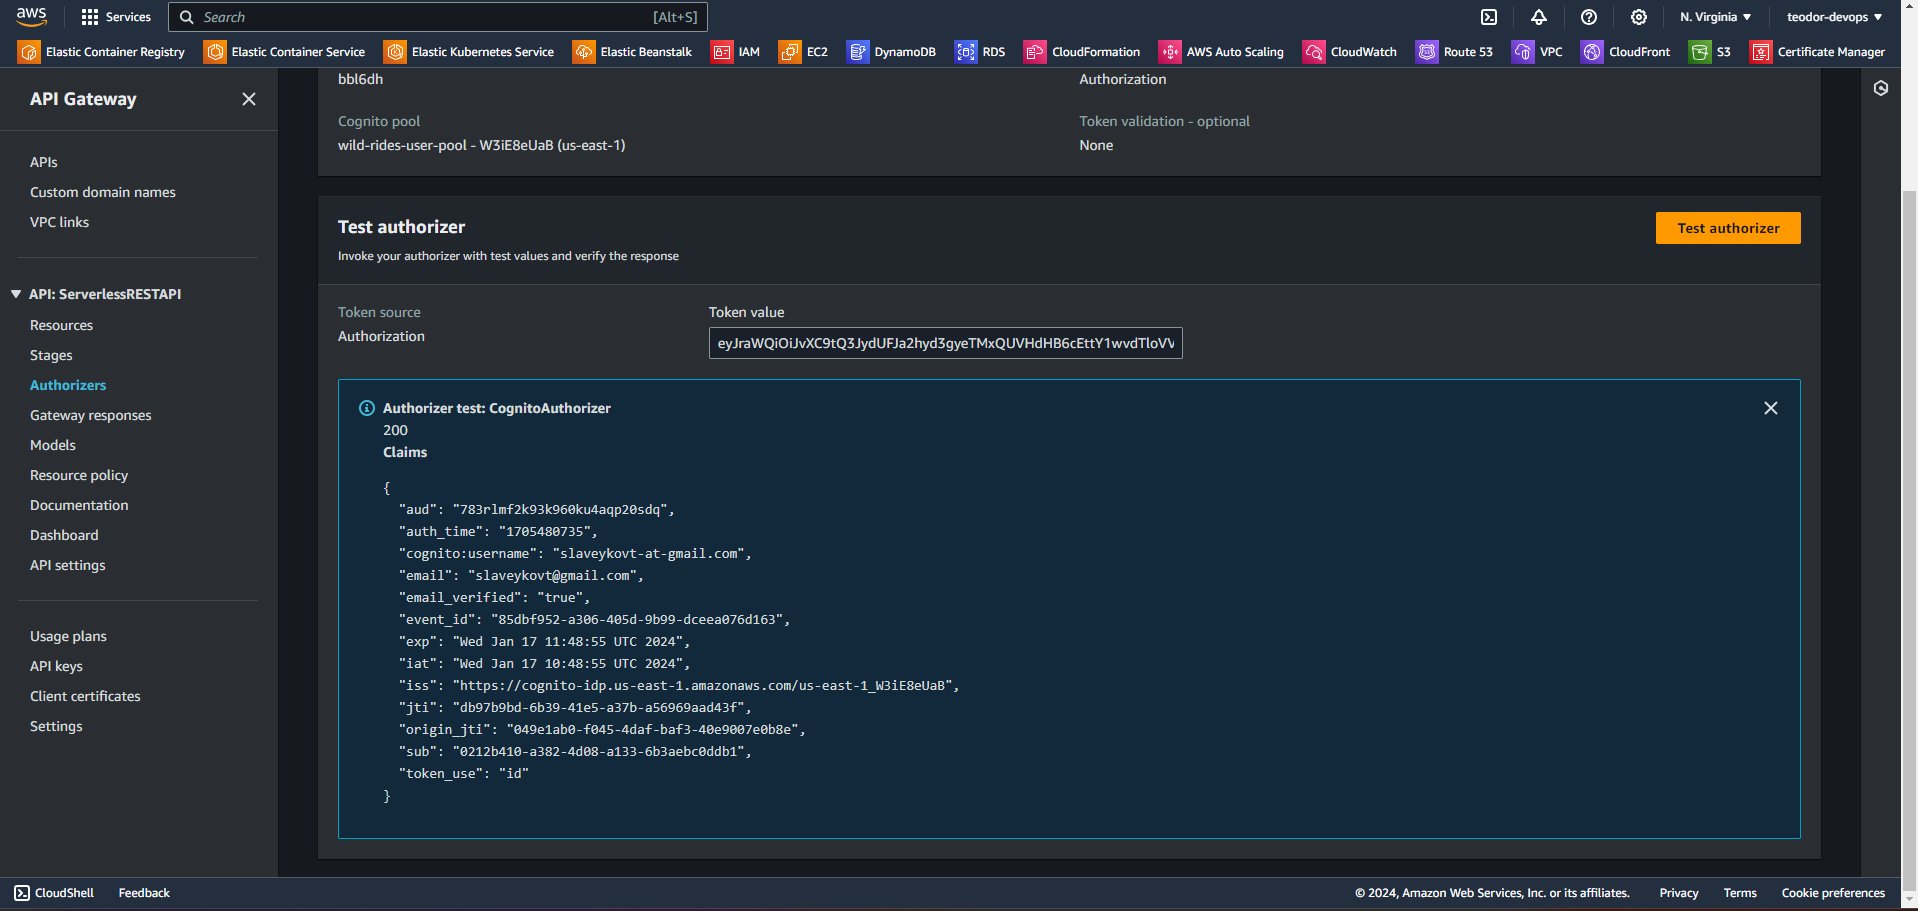 aws
Services
Search
[Alt+S]
N. Virginia
teodor-devops
Elastic Container Registry
Elastic Container Service
Elastic Kubernetes Service
Elastic Beanstalk
IAM
EC2
DynamoDB
RDS
CloudFormation
AWS Auto Scaling
CloudWatch
Route 53
VPC
CloudFront
S3
Certificate Manager
API Gateway
APIs
Custom domain names
VPC links
API: ServerlessRESTAPI
Resources
Stages
Authorizers
Gateway responses
Models
Resource policy
Documentation
Dashboard
API settings
Usage plans
API keys
Client certificates
Settings
bbl6dh
Authorization
Cognito pool
wild-rides-user-pool - W3iE8eUaB (us-east-1)
Token validation - optional
None
Test authorizer
Invoke your authorizer with test values and verify the response
Test authorizer
Token source
Authorization
Token value
eyJraWQiOiJvXC9tQ3JydUFJa2hyd3gyeTMxQUVHdHB6cEttY1wvdTloVV
Authorizer test: CognitoAuthorizer
200
Claims
{
"aud": "783rlmf2k93k960ku4aqp20sdq",
"auth_time": "1705480735",
"cognito:username": "slaveykovt-at-gmail.com",
"email": "slaveykovt@gmail.com",
"email_verified": "true",
"event_id": "85dbf952-a306-405d-9b99-dceea076d163",
"exp": "Wed Jan 17 11:48:55 UTC 2024",
"iat": "Wed Jan 17 10:48:55 UTC 2024",
"iss": "https://cognito-idp.us-east-1.amazonaws.com/us-east-1_W3iE8eUaB",
"jti": "db97b9bd-6b39-41e5-a37b-a56969aad43f",
"origin_jti": "049e1ab0-f045-4daf-baf3-40e9007e0b8e",
"sub": "0212b410-a382-4d08-a133-6b3aebc0ddb1",
"token_use": "id"
}
CloudShell
Feedback
© 2024, Amazon Web Services, Inc. or its affiliates.
Privacy
Terms
Cookie preferences